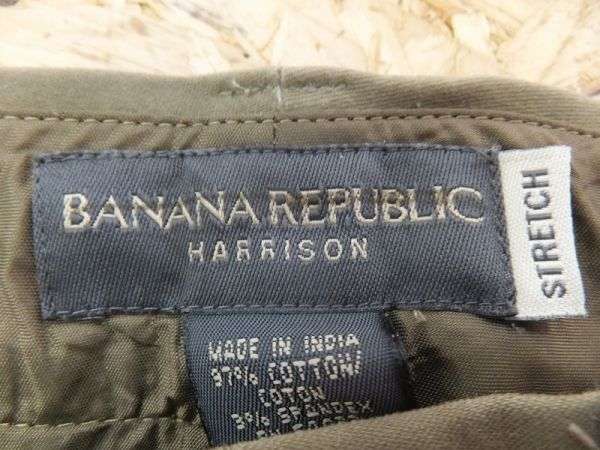 BANANA REPUBLIC
HARRISON
STRETCH
MADE IN INDIA
97% COTTON/
COTON
3% SPANDEX